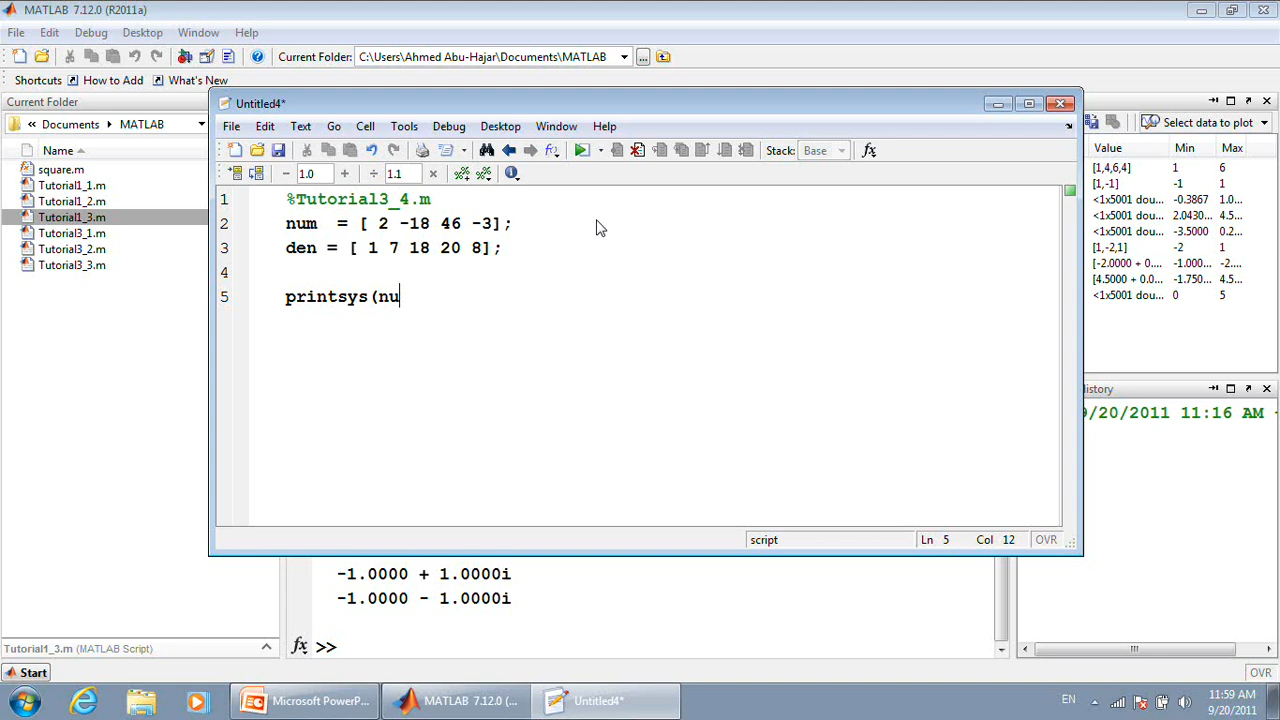 MATLAB 7.12.0 (R2011a)
File Edit Debug Desktop Window Help
Current Folder: C:\Users\Ahmed Abu-Hajar\Documents\MATLAB
Shortcuts How to Add What's New
Current Folder
« Documents ▸ MATLAB
Name
square.m
Tutorial1_1.m
Tutorial1_2.m
Tutorial1_3.m
Tutorial3_1.m
Tutorial3_2.m
Tutorial3_3.m
Tutorial1_3.m (MATLAB Script)
Untitled4*
File Edit Text Go Cell Tools Debug Desktop Window Help
Stack: Base fx
1.0 1.1
1 %Tutorial3_4.m
2 num = [ 2 -18 46 -3];
3 den = [ 1 7 18 20 8];
4
5 printsys(nu
script Ln 5 Col 12 OVR
-1.0000 + 1.0000i
-1.0000 - 1.0000i
fx >>
Select data to plot
Value Min Max
[1,4,6,4] 1 6
[1,-1] -1 1
<1x5001 dou... -0.3867 1.0...
<1x5001 dou... -2.0430 4.5...
<1x5001 dou... -3.5000 0
[1,-2,1] -2 1
[-2.0000 + 0.0... -1.000... -2....
[4.5000 + 0.0... -1.750... 4.5...
<1x5001 dou... 0 5
istory
9/20/2011 11:16 AM
Start
OVR
Microsoft PowerP...
MATLAB 7.12.0 (...
Untitled4*
EN
11:59 AM
9/20/2011